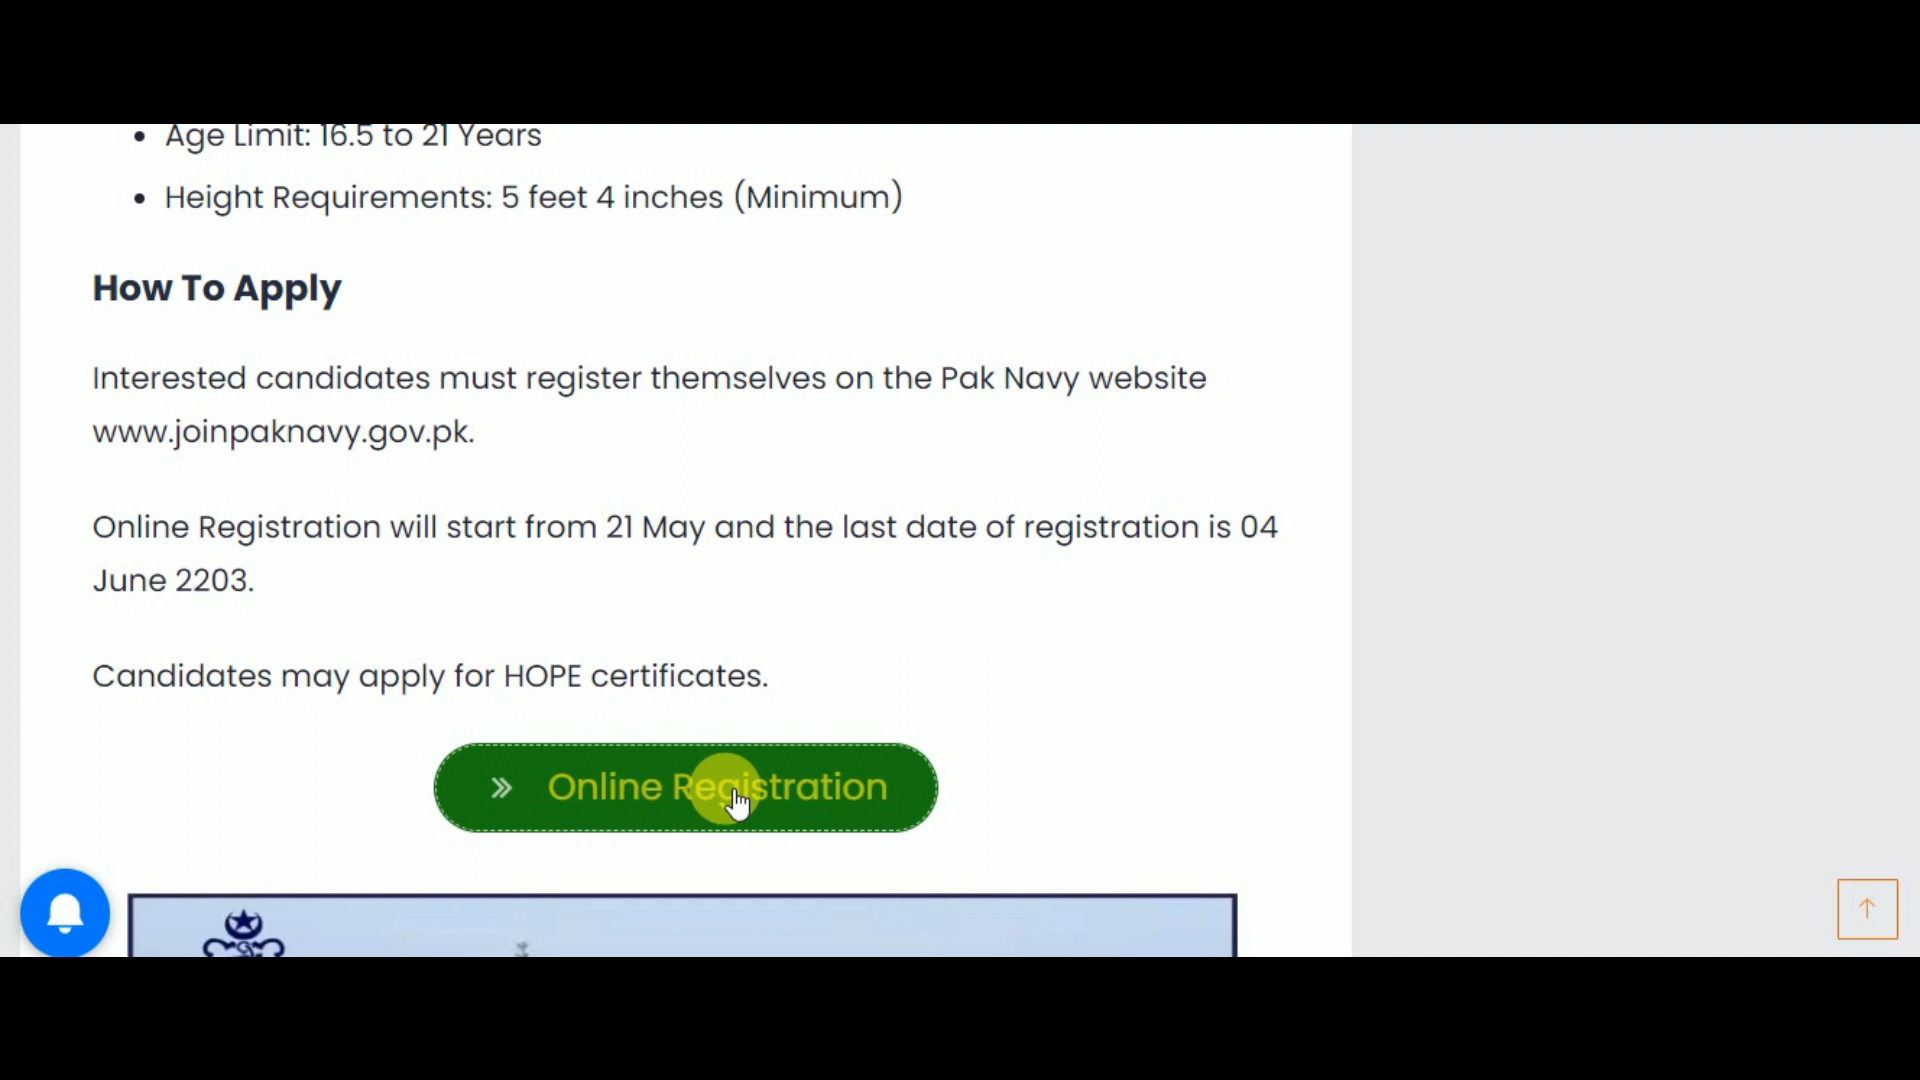 Age Limit: 16.5 to 21 Years
Height Requirements: 5 feet 4 inches (Minimum)
How To Apply
Interested candidates must register themselves on the Pak Navy website
www.joinpaknavy.gov.pk.
Online Registration will start from 21 May and the last date of registration is 04
June 2203.
Candidates may apply for HOPE certificates.
Online Registration